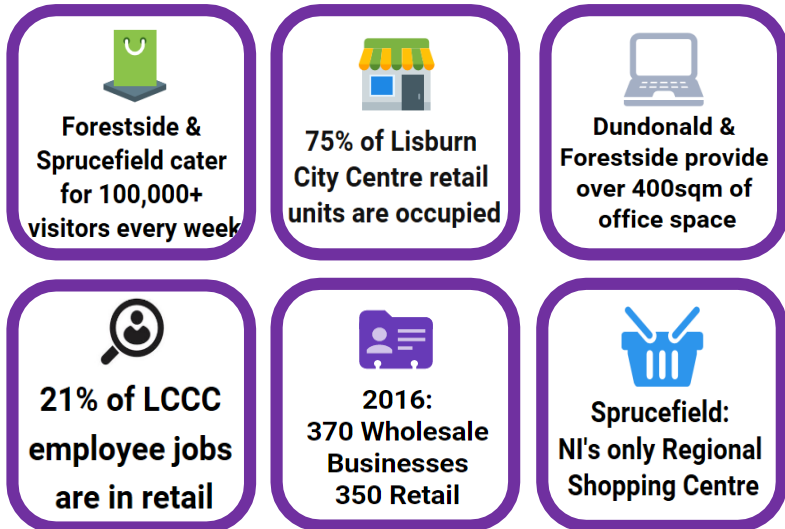 Forestside &
Sprucefield cater
for 100,000+
visitors every week
75% of Lisburn
City Centre retail
units are occupied
Dundonald &
Forestside provide
over 400sqm of
office space
21% of LCCC
employee jobs
are in retail
2016:
370 Wholesale
Businesses
350 Retail
Sprucefield:
NI's only Regional
Shopping Centre